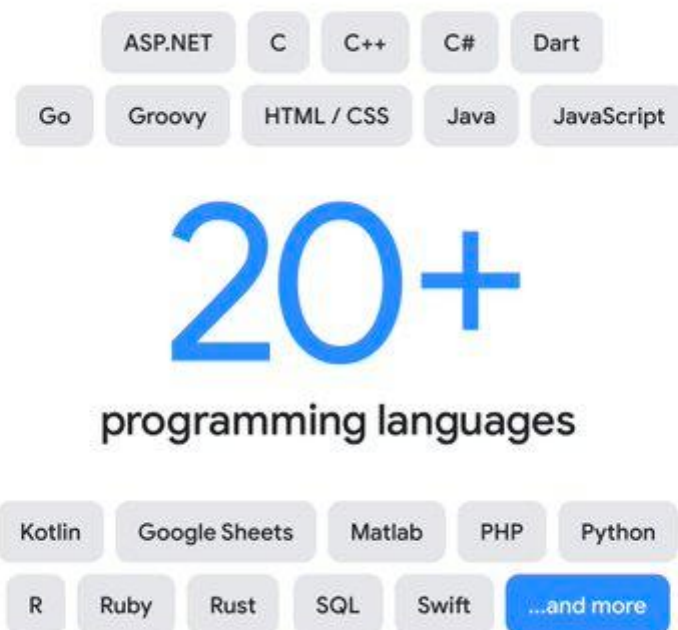 ASP.NET C C++ C# Dart
Go Groovy HTML / CSS Java JavaScript
20+
programming languages
Kotlin Google Sheets Matlab PHP Python
R Ruby Rust SQL Swift ...and more